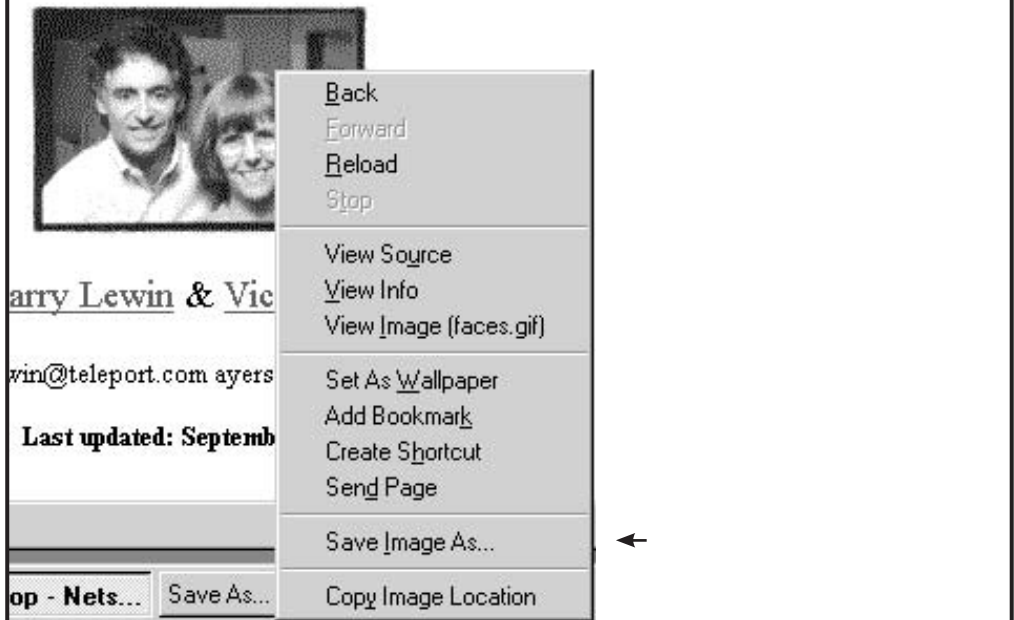 Back
Forward
Reload
Stop
View Source
View Info
View Image (faces.gif)
arry Lewin & Vic
win@teleport.com ayers
Set As Wallpaper
Add Bookmark
Last updated: Septemb
Create Shortcut
Send Page
Save Image As...
op - Nets...
Save As...
Copy Image Location